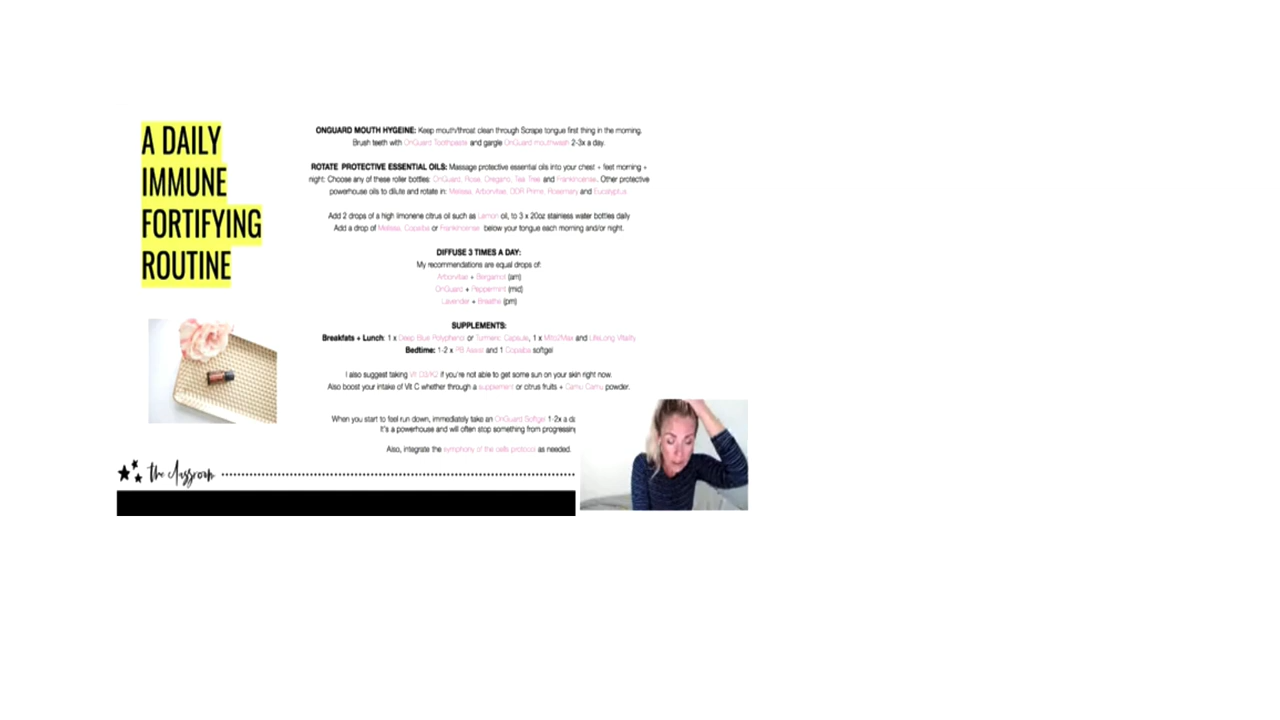 A DAILY
IMMUNE
FORTIFYING
ROUTINE
ONGUARD MOUTH HYGEINE: Keep mouth/throat clean through Scrape tongue first thing in the morning.
Brush teeth with OnGuard Toothpaste and gargle OnGuard mouthwash 2-3x a day.
ROTATE PROTECTIVE ESSENTIAL OILS: Massage protective essential oils into your chest + feet morning +
night: Choose any of these roller bottles: OnGuard, Rose, Oregano, Tea Tree and Frankincense. Other protective
powerhouse oils to dilute and rotate in: Melissa, Arborvitae, DDR Prime, Rosemary and Eucalyptus
Add 2 drops of a high limonene citrus oil such as Lemon oil, to 3 x 20oz stainless water bottles daily
Add a drop of Melissa, Copaiba or Frankincense below your tongue each morning and/or night.
DIFFUSE 3 TIMES A DAY:
My recommendations are equal drops of:
Arborvitae + Bergamot (am)
OnGuard + Peppermint (mid)
Lavender + Breathe (pm)
SUPPLEMENTS:
Breakfats + Lunch: 1 x Deep Blue Polyphenol or Turmeric Capsule, 1 x Mito2Max and LifeLong Vitality
Bedtime: 1-2 x PB Assist and 1 Copaiba softgel
I also suggest taking Vit D3/K2 if you're not able to get some sun on your skin right now.
Also boost your intake of Vit C whether through a supplement or citrus fruits + Camu Camu powder.
When you start to feel run down, immediately take an OnGuard Softgel 1-2x a da
It's a powerhouse and will often stop something from progressing
Also, integrate the symphony of the cells protocols as needed.
the classroom